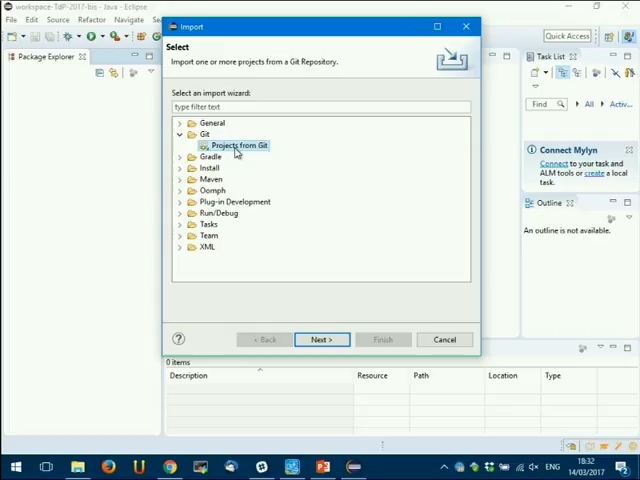 workspace-TdP-2017-bis - Java - Eclipse
File Edit Source Refactor Navigate
Import
Select
Import one or more projects from a Git Repository.
Select an import wizard:
type filter text
General
Git
Projects from Git
Gradle
Install
Maven
Oomph
Plug-in Development
Run/Debug
Tasks
Team
XML
< Back
Next >
Finish
Cancel
Package Explorer
Quick Access
Task List
Find
All
Activ...
Connect Mylyn
Connect to your task and
ALM tools or create a local
task.
Outline
An outline is not available.
0 items
Description
Resource
Path
Location
Type
ENG
18:32
14/03/2017